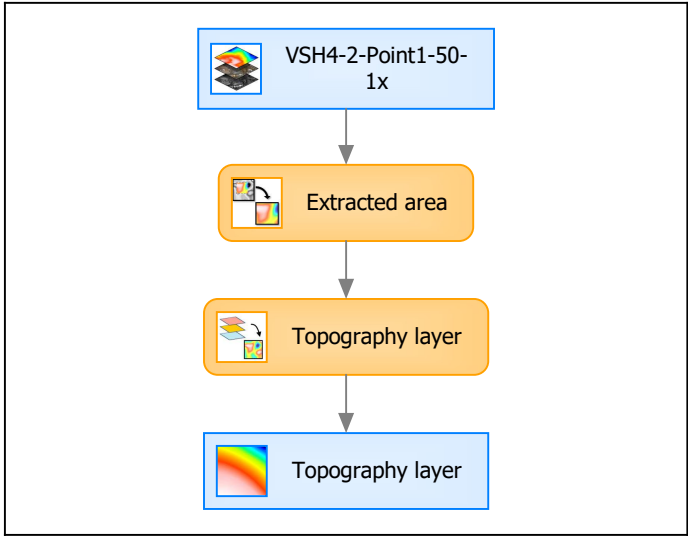 VSH4-2-Point1-50-
1x
Extracted area
Topography layer
Topography layer